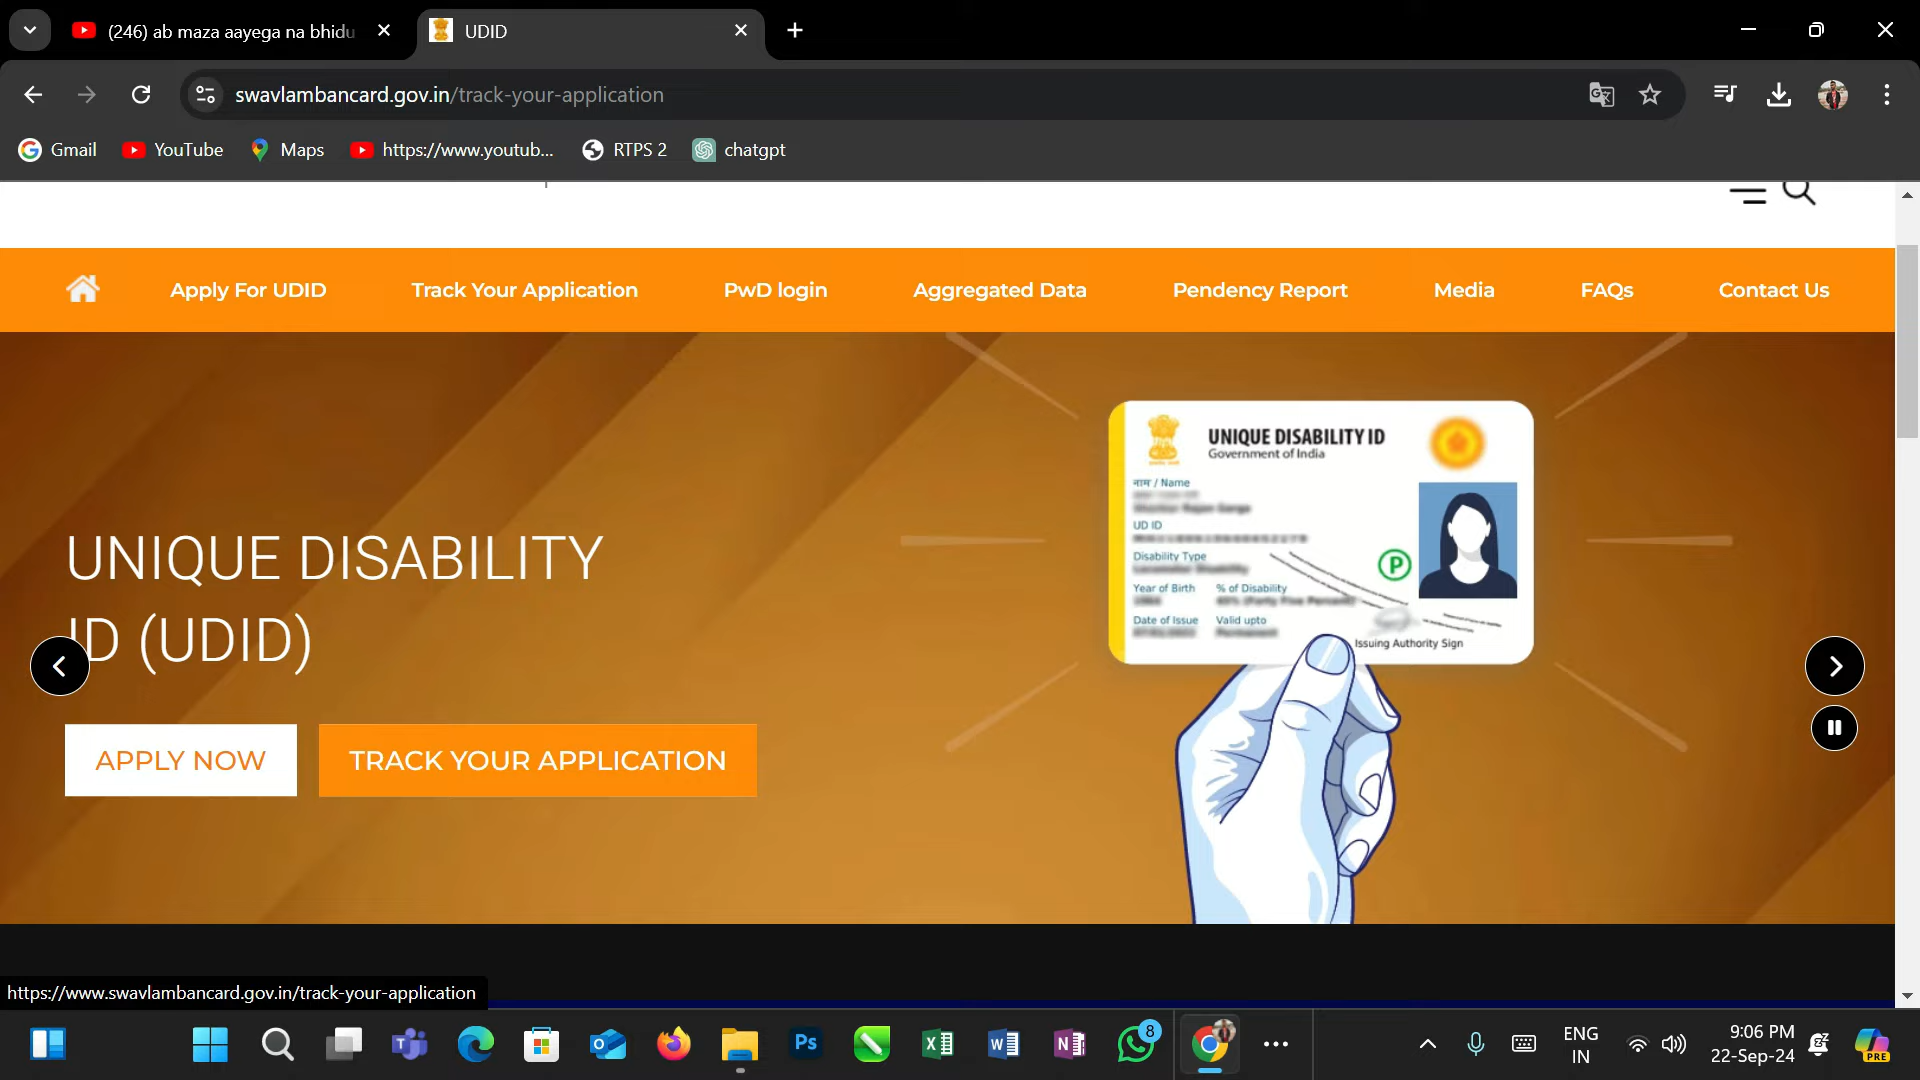 (246) ab maza aayega na bhidu
UDID
swavlambancard.gov.in/track-your-application
Gmail
YouTube
Maps
https://www.youtub...
RTPS 2
chatgpt
Apply For UDID
Track Your Application
PwD login
Aggregated Data
Pendency Report
Media
FAQs
Contact Us
UNIQUE DISABILITY ID
Government of India
नाम / Name
UD ID
Disability Type
Year of Birth
% of Disability
Date of Issue
Valid upto
P
Issuing Authority Sign
UNIQUE DISABILITY
ID (UDID)
APPLY NOW
TRACK YOUR APPLICATION
https://www.swavlambancard.gov.in/track-your-application
Ps
8
ENG
IN
9:06 PM
22-Sep-24
PRE